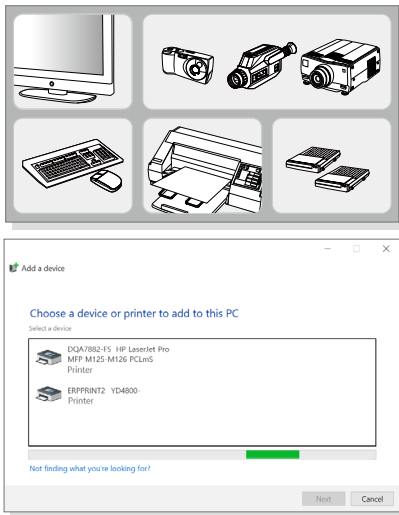 Add a device
Choose a device or printer to add to this PC
Select a device
DQA7882-FS HP LaserJet Pro
MFP M125-M126 PCLmS
Printer
ERPPRINT2 YD4800-
Printer
Not finding what you're looking for?
Next Cancel